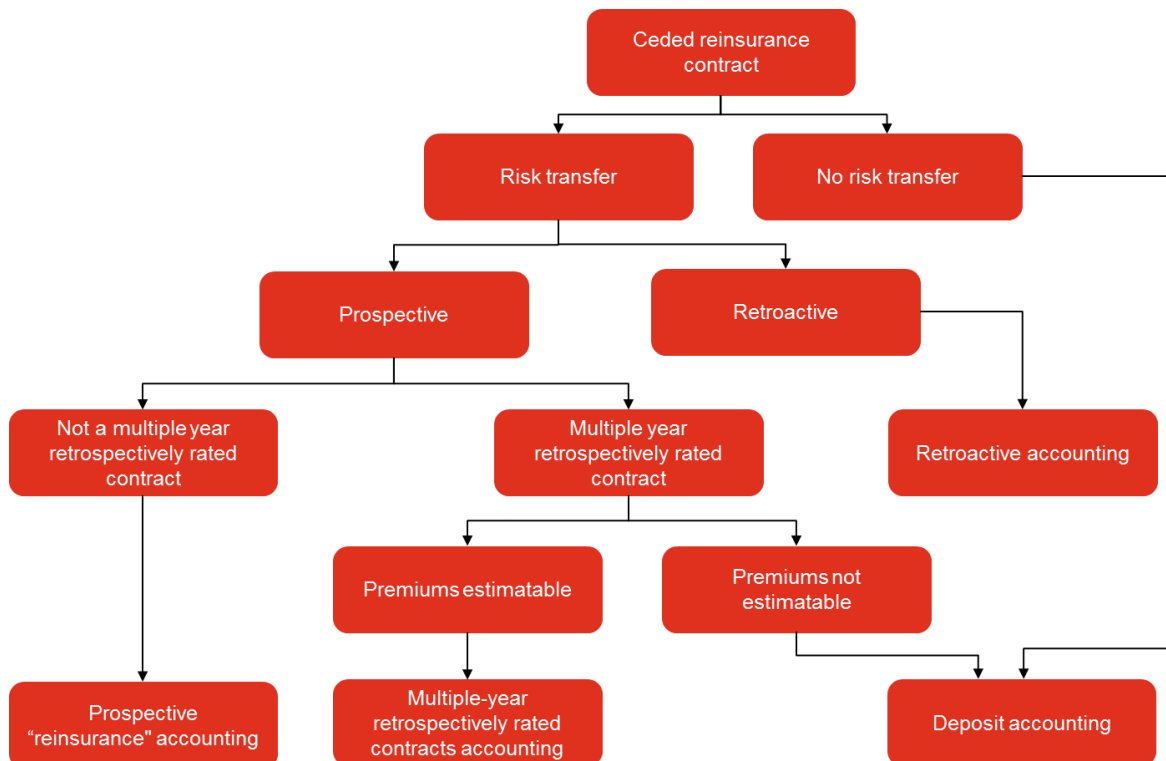 Ceded reinsurance
contract
Risk transfer
No risk transfer
Prospective
Retroactive
Not a multiple year
retrospectively rated
contract
Multiple year
retrospectively rated
contract
Retroactive accounting
Premiums estimatable
Premiums not
estimatable
Prospective
“reinsurance" accounting
Multiple-year
retrospectively rated
contracts accounting
Deposit accounting